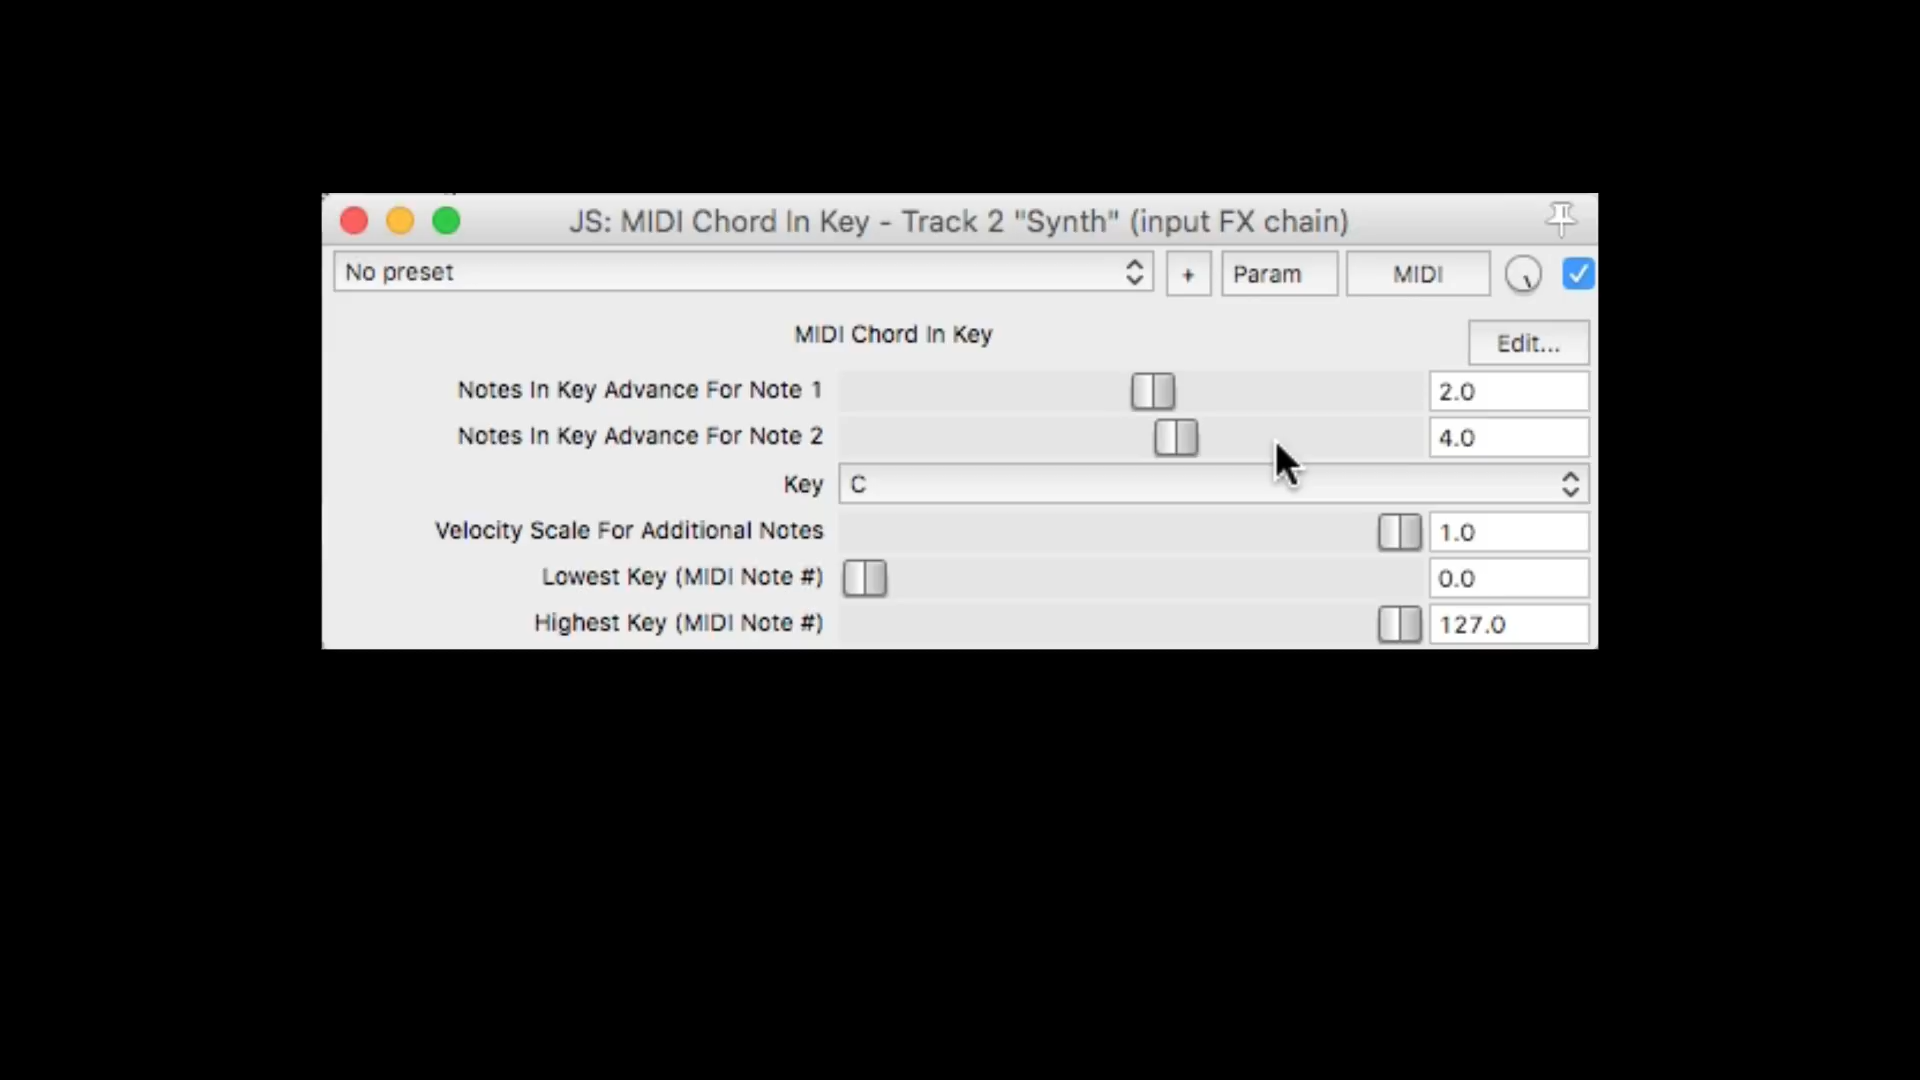 JS: MIDI Chord In Key - Track 2 "Synth" (input FX chain)
No preset + Param MIDI
MIDI Chord In Key
Edit...
Notes In Key Advance For Note 1 2.0
Notes In Key Advance For Note 2 4.0
Key C
Velocity Scale For Additional Notes 1.0
Lowest Key (MIDI Note #) 0.0
Highest Key (MIDI Note #) 127.0